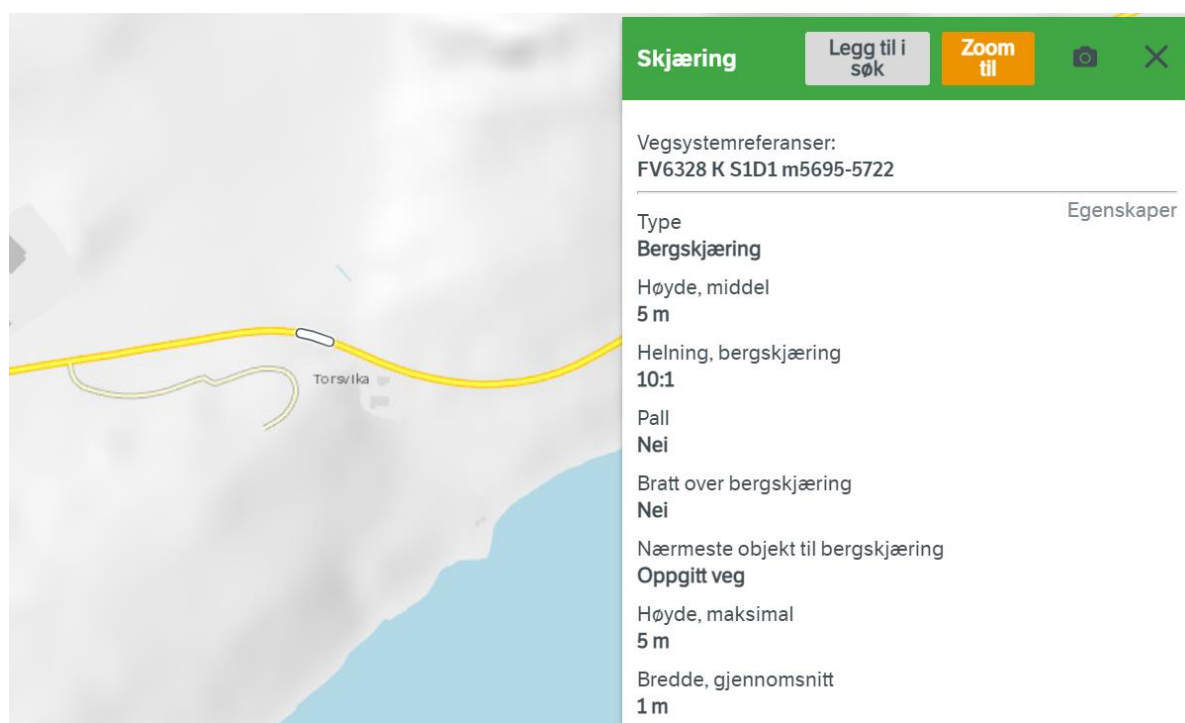 Skjæring
Legg til i
søk
Zoom
til
Vegsystemreferanser:
FV6328 K S1D1 m5695-5722
Egenskaper
Type
Bergskjæring
Høyde, middel
5 m
Helning, bergskjæring
10:1
Pall
Nei
Bratt over bergskjæring
Nei
Nærmeste objekt til bergskjæring
Oppgitt veg
Høyde, maksimal
5 m
Bredde, gjennomsnitt
1 m
Torsvika